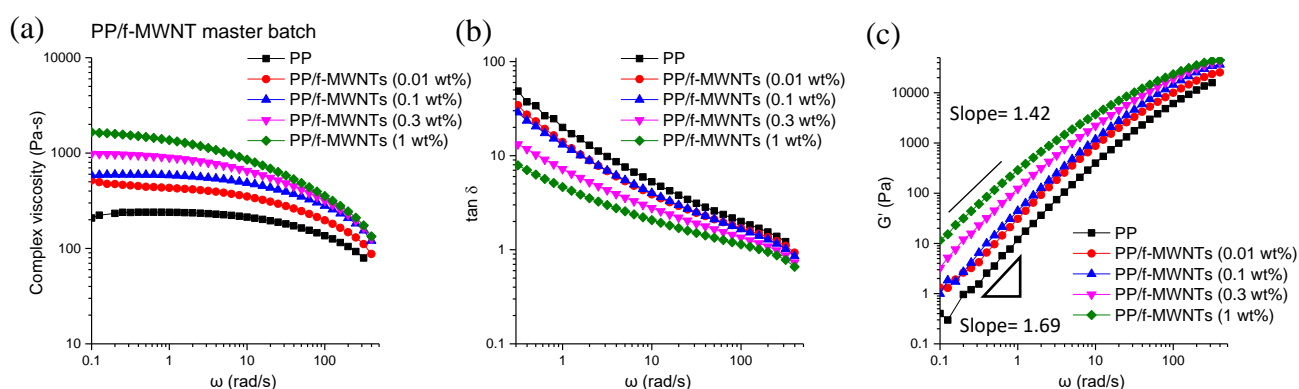 (a)
PP/f-MWNT master batch
Complex viscosity (Pa-s)
10000
1000
100
10
PP
PP/f-MWNTs (0.01 wt%)
PP/f-MWNTs (0.1 wt%)
PP/f-MWNTs (0.3 wt%)
PP/f-MWNTs (1 wt%)
0.1
1
10
100
ω (rad/s)
(b)
tan δ
100
10
1
0.1
PP
PP/f-MWNTs (0.01 wt%)
PP/f-MWNTs (0.1 wt%)
PP/f-MWNTs (0.3 wt%)
PP/f-MWNTs (1 wt%)
1
10
100
ω (rad/s)
(c)
G' (Pa)
10000
1000
100
10
1
0.1
Slope= 1.42
PP
PP/f-MWNTs (0.01 wt%)
PP/f-MWNTs (0.1 wt%)
PP/f-MWNTs (0.3 wt%)
PP/f-MWNTs (1 wt%)
Slope= 1.69
0.1
1
10
100
ω (rad/s)